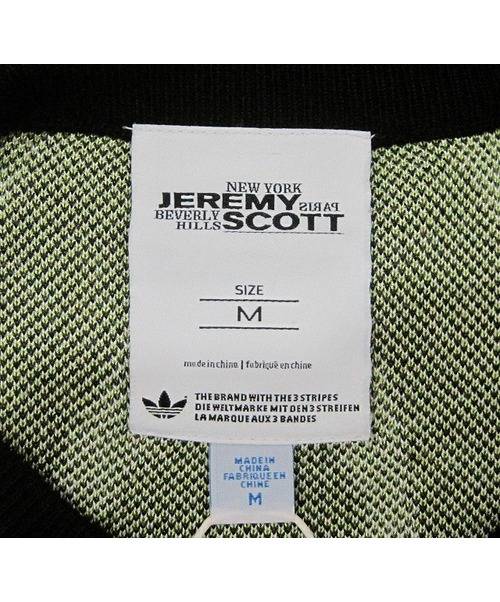 NEW YORK
JEREMY PARIS
BEVERLY HILLS SCOTT
SIZE
M
made in china | fabriqué en chine
THE BRAND WITH THE 3 STRIPES
DIE WELTMARKE MIT DEN 3 STREIFEN
LA MARQUE AUX 3 BANDES
MADE IN
CHINA
FABRIQUE EN
CHINE
M